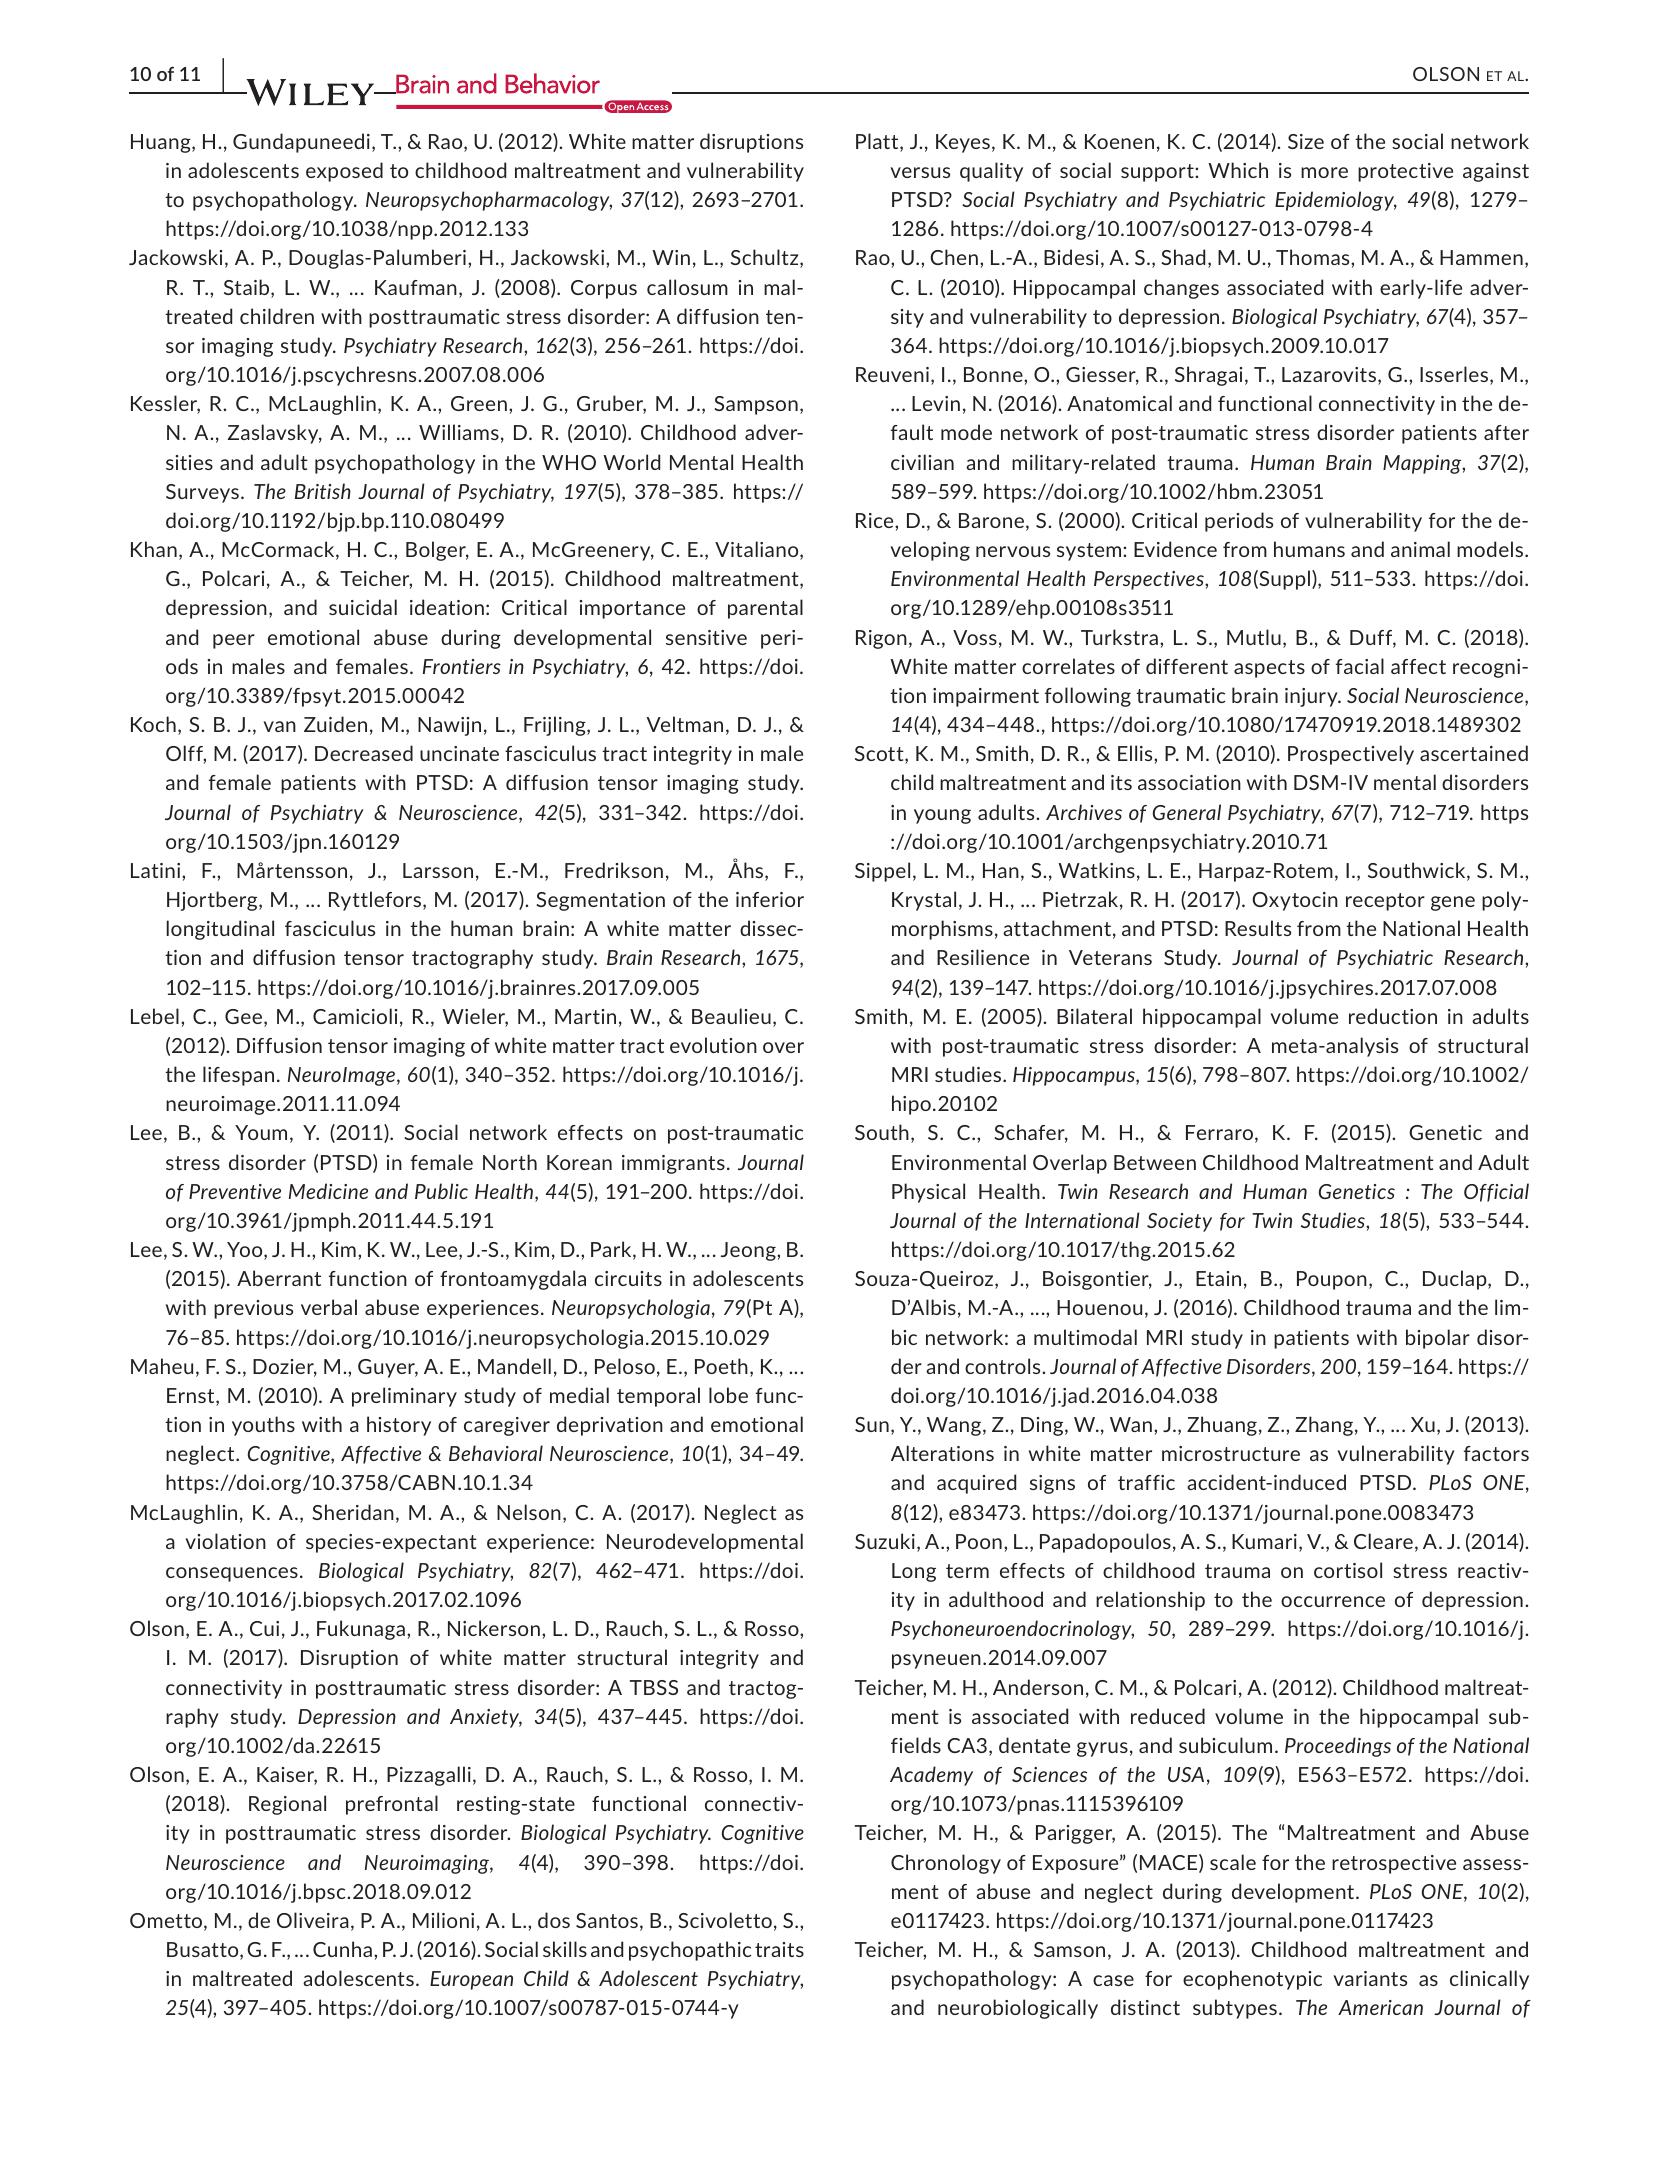 10 of 11
WILEY
Brain and Behavior
Open Access
OLSON ET AL.
Huang, H., Gundapuneedi, T., & Rao, U. (2012). White matter disruptions
in adolescents exposed to childhood maltreatment and vulnerability
to psychopathology. Neuropsychopharmacology, 37(12), 2693–2701.
https://doi.org/10.1038/npp.2012.133
Jackowski, A. P., Douglas-Palumberi, H., Jackowski, M., Win, L., Schultz,
R. T., Staib, L. W., ... Kaufman, J. (2008). Corpus callosum in mal-
treated children with posttraumatic stress disorder: A diffusion ten-
sor imaging study. Psychiatry Research, 162(3), 256–261. https://doi.
org/10.1016/j.pscychresns.2007.08.006
Kessler, R. C., McLaughlin, K. A., Green, J. G., Gruber, M. J., Sampson,
N. A., Zaslavsky, A. M., ... Williams, D. R. (2010). Childhood adver-
sities and adult psychopathology in the WHO World Mental Health
Surveys. The British Journal of Psychiatry, 197(5), 378–385. https://
doi.org/10.1192/bjp.bp.110.080499
Khan, A., McCormack, H. C., Bolger, E. A., McGreenery, C. E., Vitaliano,
G., Polcari, A., & Teicher, M. H. (2015). Childhood maltreatment,
depression, and suicidal ideation: Critical importance of parental
and peer emotional abuse during developmental sensitive peri-
ods in males and females. Frontiers in Psychiatry, 6, 42. https://doi.
org/10.3389/fpsyt.2015.00042
Koch, S. B. J., van Zuiden, M., Nawijn, L., Frijling, J. L., Veltman, D. J., &
Olff, M. (2017). Decreased uncinate fasciculus tract integrity in male
and female patients with PTSD: A diffusion tensor imaging study.
Journal of Psychiatry & Neuroscience, 42(5), 331–342. https://doi.
org/10.1503/jpn.160129
Latini, F., Mårtensson, J., Larsson, E.-M., Fredrikson, M., Åhs, F.,
Hjortberg, M., ... Ryttlefors, M. (2017). Segmentation of the inferior
longitudinal fasciculus in the human brain: A white matter dissec-
tion and diffusion tensor tractography study. Brain Research, 1675,
102–115. https://doi.org/10.1016/j.brainres.2017.09.005
Lebel, C., Gee, M., Camicioli, R., Wieler, M., Martin, W., & Beaulieu, C.
(2012). Diffusion tensor imaging of white matter tract evolution over
the lifespan. NeuroImage, 60(1), 340–352. https://doi.org/10.1016/j.
neuroimage.2011.11.094
Lee, B., & Youm, Y. (2011). Social network effects on post-traumatic
stress disorder (PTSD) in female North Korean immigrants. Journal
of Preventive Medicine and Public Health, 44(5), 191–200. https://doi.
org/10.3961/jpmph.2011.44.5.191
Lee, S. W., Yoo, J. H., Kim, K. W., Lee, J.-S., Kim, D., Park, H. W., ... Jeong, B.
(2015). Aberrant function of frontoamygdala circuits in adolescents
with previous verbal abuse experiences. Neuropsychologia, 79(Pt A),
76–85. https://doi.org/10.1016/j.neuropsychologia.2015.10.029
Maheu, F. S., Dozier, M., Guyer, A. E., Mandell, D., Peloso, E., Poeth, K., ...
Ernst, M. (2010). A preliminary study of medial temporal lobe func-
tion in youths with a history of caregiver deprivation and emotional
neglect. Cognitive, Affective & Behavioral Neuroscience, 10(1), 34–49.
https://doi.org/10.3758/CABN.10.1.34
McLaughlin, K. A., Sheridan, M. A., & Nelson, C. A. (2017). Neglect as
a violation of species-expectant experience: Neurodevelopmental
consequences. Biological Psychiatry, 82(7), 462–471. https://doi.
org/10.1016/j.biopsych.2017.02.1096
Olson, E. A., Cui, J., Fukunaga, R., Nickerson, L. D., Rauch, S. L., & Rosso,
I. M. (2017). Disruption of white matter structural integrity and
connectivity in posttraumatic stress disorder: A TBSS and tractog-
raphy study. Depression and Anxiety, 34(5), 437–445. https://doi.
org/10.1002/da.22615
Olson, E. A., Kaiser, R. H., Pizzagalli, D. A., Rauch, S. L., & Rosso, I. M.
(2018). Regional prefrontal resting-state functional connectiv-
ity in posttraumatic stress disorder. Biological Psychiatry. Cognitive
Neuroscience and Neuroimaging, 4(4), 390–398. https://doi.
org/10.1016/j.bpsc.2018.09.012
Ometto, M., de Oliveira, P. A., Milioni, A. L., dos Santos, B., Scivoletto, S.,
Busatto, G. F., ... Cunha, P. J. (2016). Social skills and psychopathic traits
in maltreated adolescents. European Child & Adolescent Psychiatry,
25(4), 397–405. https://doi.org/10.1007/s00787-015-0744-y
Platt, J., Keyes, K. M., & Koenen, K. C. (2014). Size of the social network
versus quality of social support: Which is more protective against
PTSD? Social Psychiatry and Psychiatric Epidemiology, 49(8), 1279–
1286. https://doi.org/10.1007/s00127-013-0798-4
Rao, U., Chen, L.-A., Bidesi, A. S., Shad, M. U., Thomas, M. A., & Hammen,
C. L. (2010). Hippocampal changes associated with early-life adver-
sity and vulnerability to depression. Biological Psychiatry, 67(4), 357–
364. https://doi.org/10.1016/j.biopsych.2009.10.017
Reuveni, I., Bonne, O., Giesser, R., Shragai, T., Lazarovits, G., Isserles, M.,
... Levin, N. (2016). Anatomical and functional connectivity in the de-
fault mode network of post-traumatic stress disorder patients after
civilian and military-related trauma. Human Brain Mapping, 37(2),
589–599. https://doi.org/10.1002/hbm.23051
Rice, D., & Barone, S. (2000). Critical periods of vulnerability for the de-
veloping nervous system: Evidence from humans and animal models.
Environmental Health Perspectives, 108(Suppl), 511–533. https://doi.
org/10.1289/ehp.00108s3511
Rigon, A., Voss, M. W., Turkstra, L. S., Mutlu, B., & Duff, M. C. (2018).
White matter correlates of different aspects of facial affect recogni-
tion impairment following traumatic brain injury. Social Neuroscience,
14(4), 434–448., https://doi.org/10.1080/17470919.2018.1489302
Scott, K. M., Smith, D. R., & Ellis, P. M. (2010). Prospectively ascertained
child maltreatment and its association with DSM-IV mental disorders
in young adults. Archives of General Psychiatry, 67(7), 712–719. https
://doi.org/10.1001/archgenpsychiatry.2010.71
Sippel, L. M., Han, S., Watkins, L. E., Harpaz-Rotem, I., Southwick, S. M.,
Krystal, J. H., ... Pietrzak, R. H. (2017). Oxytocin receptor gene poly-
morphisms, attachment, and PTSD: Results from the National Health
and Resilience in Veterans Study. Journal of Psychiatric Research,
94(2), 139–147. https://doi.org/10.1016/j.jpsychires.2017.07.008
Smith, M. E. (2005). Bilateral hippocampal volume reduction in adults
with post-traumatic stress disorder: A meta-analysis of structural
MRI studies. Hippocampus, 15(6), 798–807. https://doi.org/10.1002/
hipo.20102
South, S. C., Schafer, M. H., & Ferraro, K. F. (2015). Genetic and
Environmental Overlap Between Childhood Maltreatment and Adult
Physical Health. Twin Research and Human Genetics : The Official
Journal of the International Society for Twin Studies, 18(5), 533–544.
https://doi.org/10.1017/thg.2015.62
Souza-Queiroz, J., Boisgontier, J., Etain, B., Poupon, C., Duclap, D.,
D’Albis, M.-A., ..., Houenou, J. (2016). Childhood trauma and the lim-
bic network: a multimodal MRI study in patients with bipolar disor-
der and controls. Journal of Affective Disorders, 200, 159–164. https://
doi.org/10.1016/j.jad.2016.04.038
Sun, Y., Wang, Z., Ding, W., Wan, J., Zhuang, Z., Zhang, Y., ... Xu, J. (2013).
Alterations in white matter microstructure as vulnerability factors
and acquired signs of traffic accident-induced PTSD. PLoS ONE,
8(12), e83473. https://doi.org/10.1371/journal.pone.0083473
Suzuki, A., Poon, L., Papadopoulos, A. S., Kumari, V., & Cleare, A. J. (2014).
Long term effects of childhood trauma on cortisol stress reactiv-
ity in adulthood and relationship to the occurrence of depression.
Psychoneuroendocrinology, 50, 289–299. https://doi.org/10.1016/j.
psyneuen.2014.09.007
Teicher, M. H., Anderson, C. M., & Polcari, A. (2012). Childhood maltreat-
ment is associated with reduced volume in the hippocampal sub-
fields CA3, dentate gyrus, and subiculum. Proceedings of the National
Academy of Sciences of the USA, 109(9), E563–E572. https://doi.
org/10.1073/pnas.1115396109
Teicher, M. H., & Parigger, A. (2015). The “Maltreatment and Abuse
Chronology of Exposure” (MACE) scale for the retrospective assess-
ment of abuse and neglect during development. PLoS ONE, 10(2),
e0117423. https://doi.org/10.1371/journal.pone.0117423
Teicher, M. H., & Samson, J. A. (2013). Childhood maltreatment and
psychopathology: A case for ecophenotypic variants as clinically
and neurobiologically distinct subtypes. The American Journal of